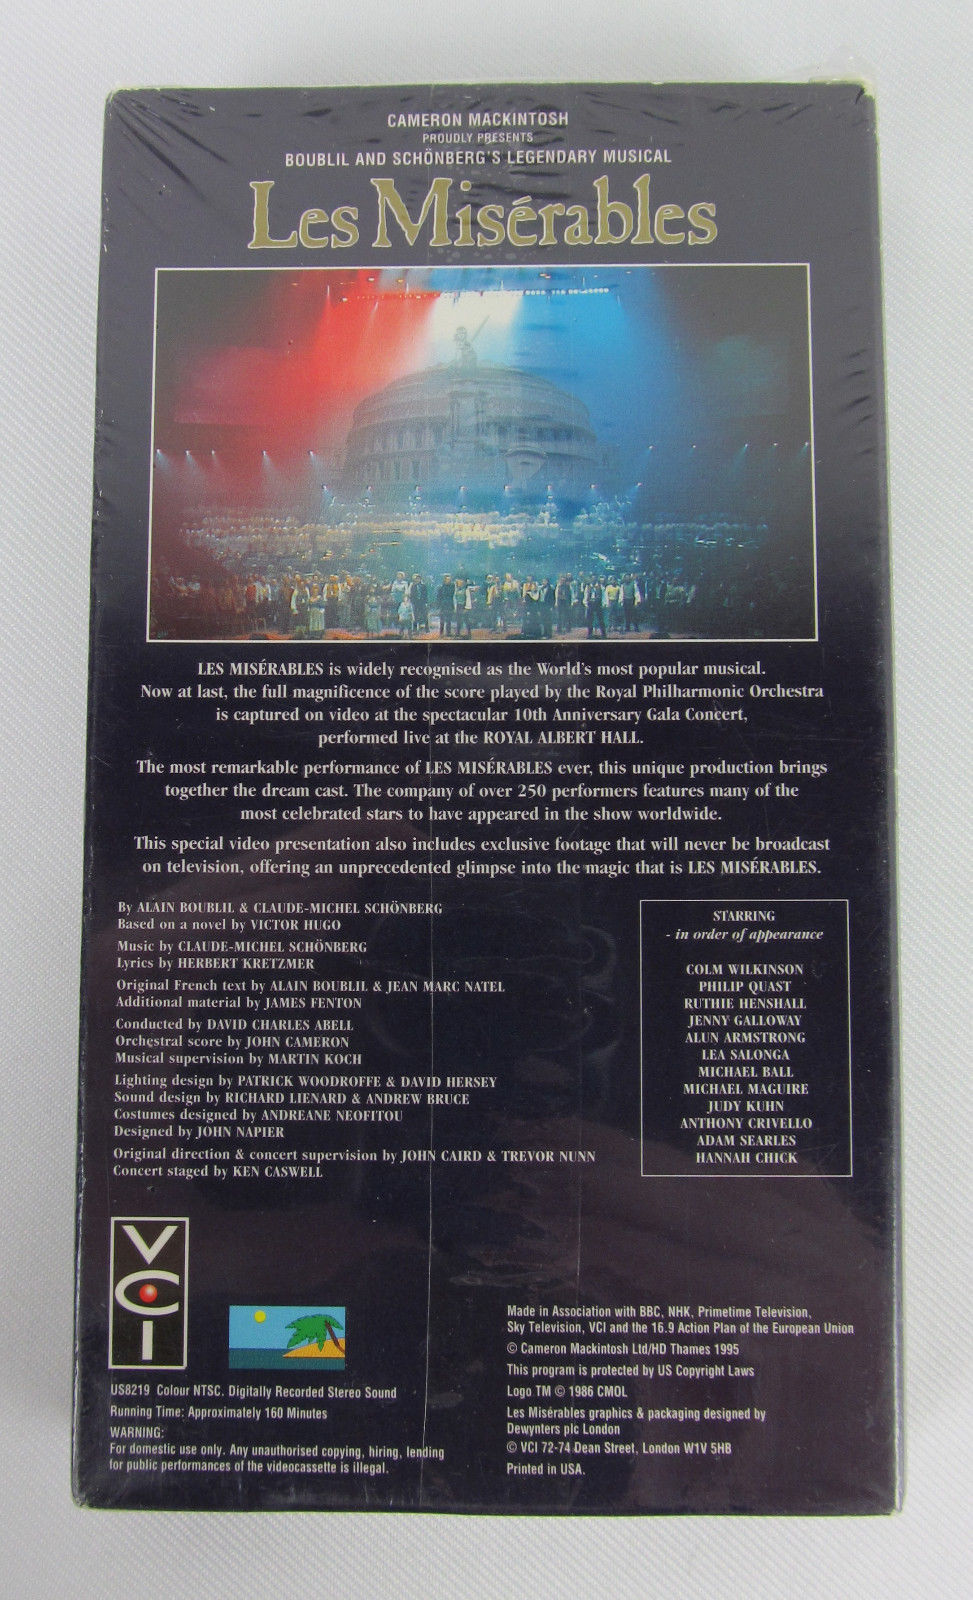 CAMERON MACKINTOSH
PROUDLY PRESENTS
BOUBLIL AND SCHÖNBERG'S LEGENDARY MUSICAL
Les Misérables
LES MISÉRABLES is widely recognised as the World's most popular musical.
Now at last, the full magnificence of the score played by the Royal Philharmonic Orchestra
is captured on video at the spectacular 10th Anniversary Gala Concert,
performed live at the ROYAL ALBERT HALL.
The most remarkable performance of LES MISÉRABLES ever, this unique production brings
together the dream cast. The company of over 250 performers features many of the
most celebrated stars to have appeared in the show worldwide.
This special video presentation also includes exclusive footage that will never be broadcast
on television, offering an unprecedented glimpse into the magic that is LES MISÉRABLES.
By ALAIN BOUBLIL & CLAUDE-MICHEL SCHÖNBERG
Based on a novel by VICTOR HUGO
Music by CLAUDE-MICHEL SCHÖNBERG
Lyrics by HERBERT KRETZMER
Original French text by ALAIN BOUBLIL & JEAN MARC NATEL
Additional material by JAMES FENTON
Conducted by DAVID CHARLES ABELL
Orchestral score by JOHN CAMERON
Musical supervision by MARTIN KOCH
Lighting design by PATRICK WOODROFFE & DAVID HERSEY
Sound design by RICHARD LIENARD & ANDREW BRUCE
Costumes designed by ANDREANE NEOFITOU
Designed by JOHN NAPIER
Original direction & concert supervision by JOHN CAIRD & TREVOR NUNN
Concert staged by KEN CASWELL
STARRING
- in order of appearance
COLM WILKINSON
PHILIP QUAST
RUTHIE HENSHALL
JENNY GALLOWAY
ALUN ARMSTRONG
LEA SALONGA
MICHAEL BALL
MICHAEL MAGUIRE
JUDY KUHN
ANTHONY CRIVELLO
ADAM SEARLES
HANNAH CHICK
VCI
US8219 Colour NTSC. Digitally Recorded Stereo Sound
Running Time: Approximately 160 Minutes
WARNING:
For domestic use only. Any unauthorised copying, hiring, lending
for public performances of the videocassette is illegal.
Made in Association with BBC, NHK, Primetime Television,
Sky Television, VCI and the 16.9 Action Plan of the European Union
© Cameron Mackintosh Ltd/HD Thames 1995
This program is protected by US Copyright Laws
Logo TM © 1986 CMOL
Les Misérables graphics & packaging designed by
Dewynters plc London
© VCI 72-74 Dean Street, London W1V 5HB
Printed in USA.